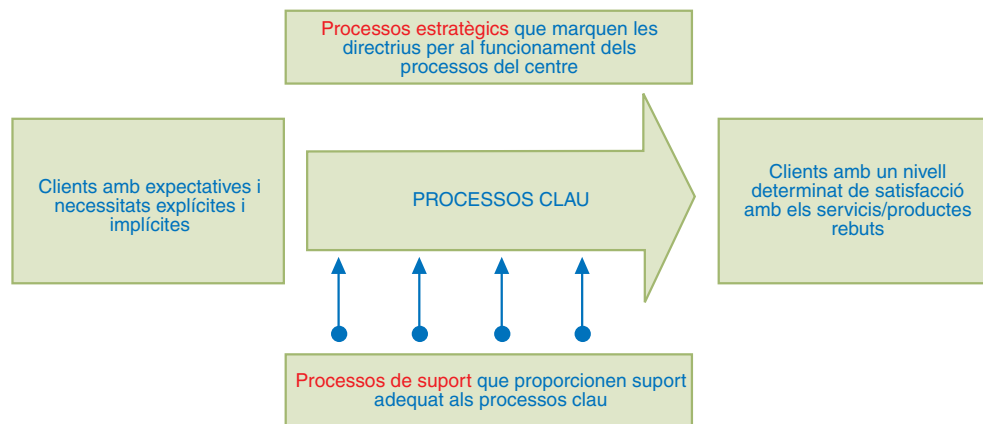 Processos estratègics que marquen les
directrius per al funcionament dels
processos del centre
Clients amb expectatives i
necessitats explícites i
implícites
PROCESSOS CLAU
Clients amb un nivell
determinat de satisfacció
amb els servicis/productes
rebuts
Processos de suport que proporcionen suport
adequat als processos clau